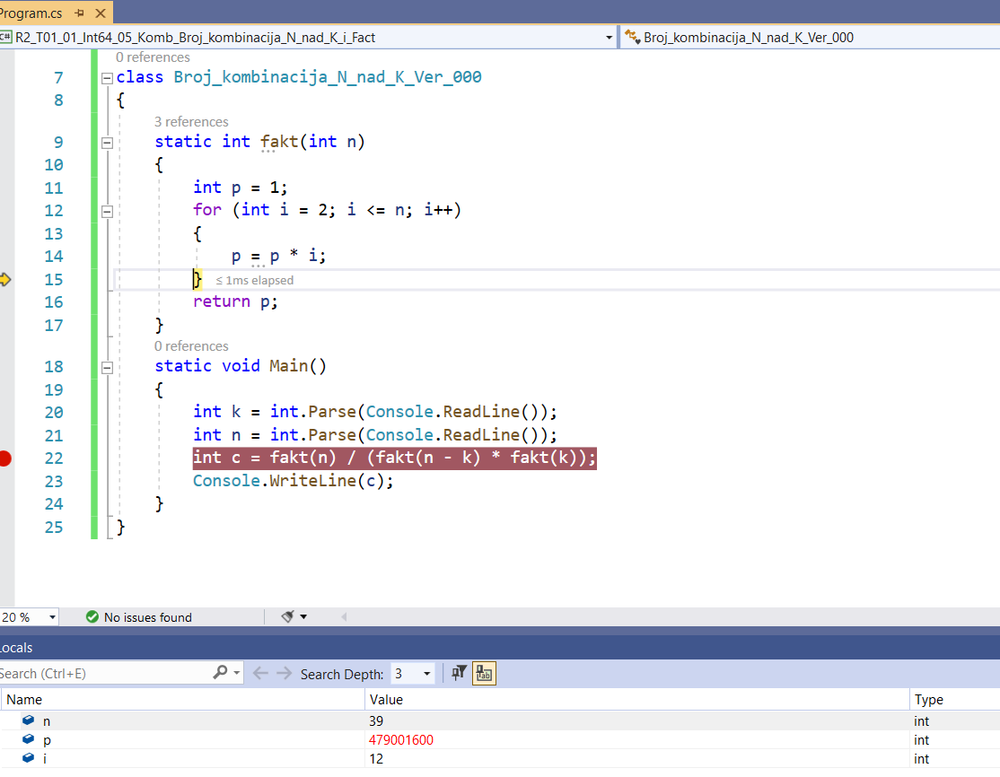 Program.cs
C# R2_T01_01_Int64_05_Komb_Broj_kombinacija_N_nad_K_i_Fact Broj_kombinacija_N_nad_K_Ver_000
0 references
7 class Broj_kombinacija_N_nad_K_Ver_000
8 {
3 references
9 static int fakt(int n)
10 {
11 int p = 1;
12 for (int i = 2; i <= n; i++)
13 {
14 p = p * i;
15 } ≤ 1ms elapsed
16 return p;
17 }
0 references
18 static void Main()
19 {
20 int k = int.Parse(Console.ReadLine());
21 int n = int.Parse(Console.ReadLine());
22 int c = fakt(n) / (fakt(n - k) * fakt(k));
23 Console.WriteLine(c);
24 }
25 }
20 % No issues found
Locals
Search (Ctrl+E) Search Depth: 3
Name Value Type
n 39 int
p 479001600 int
i 12 int